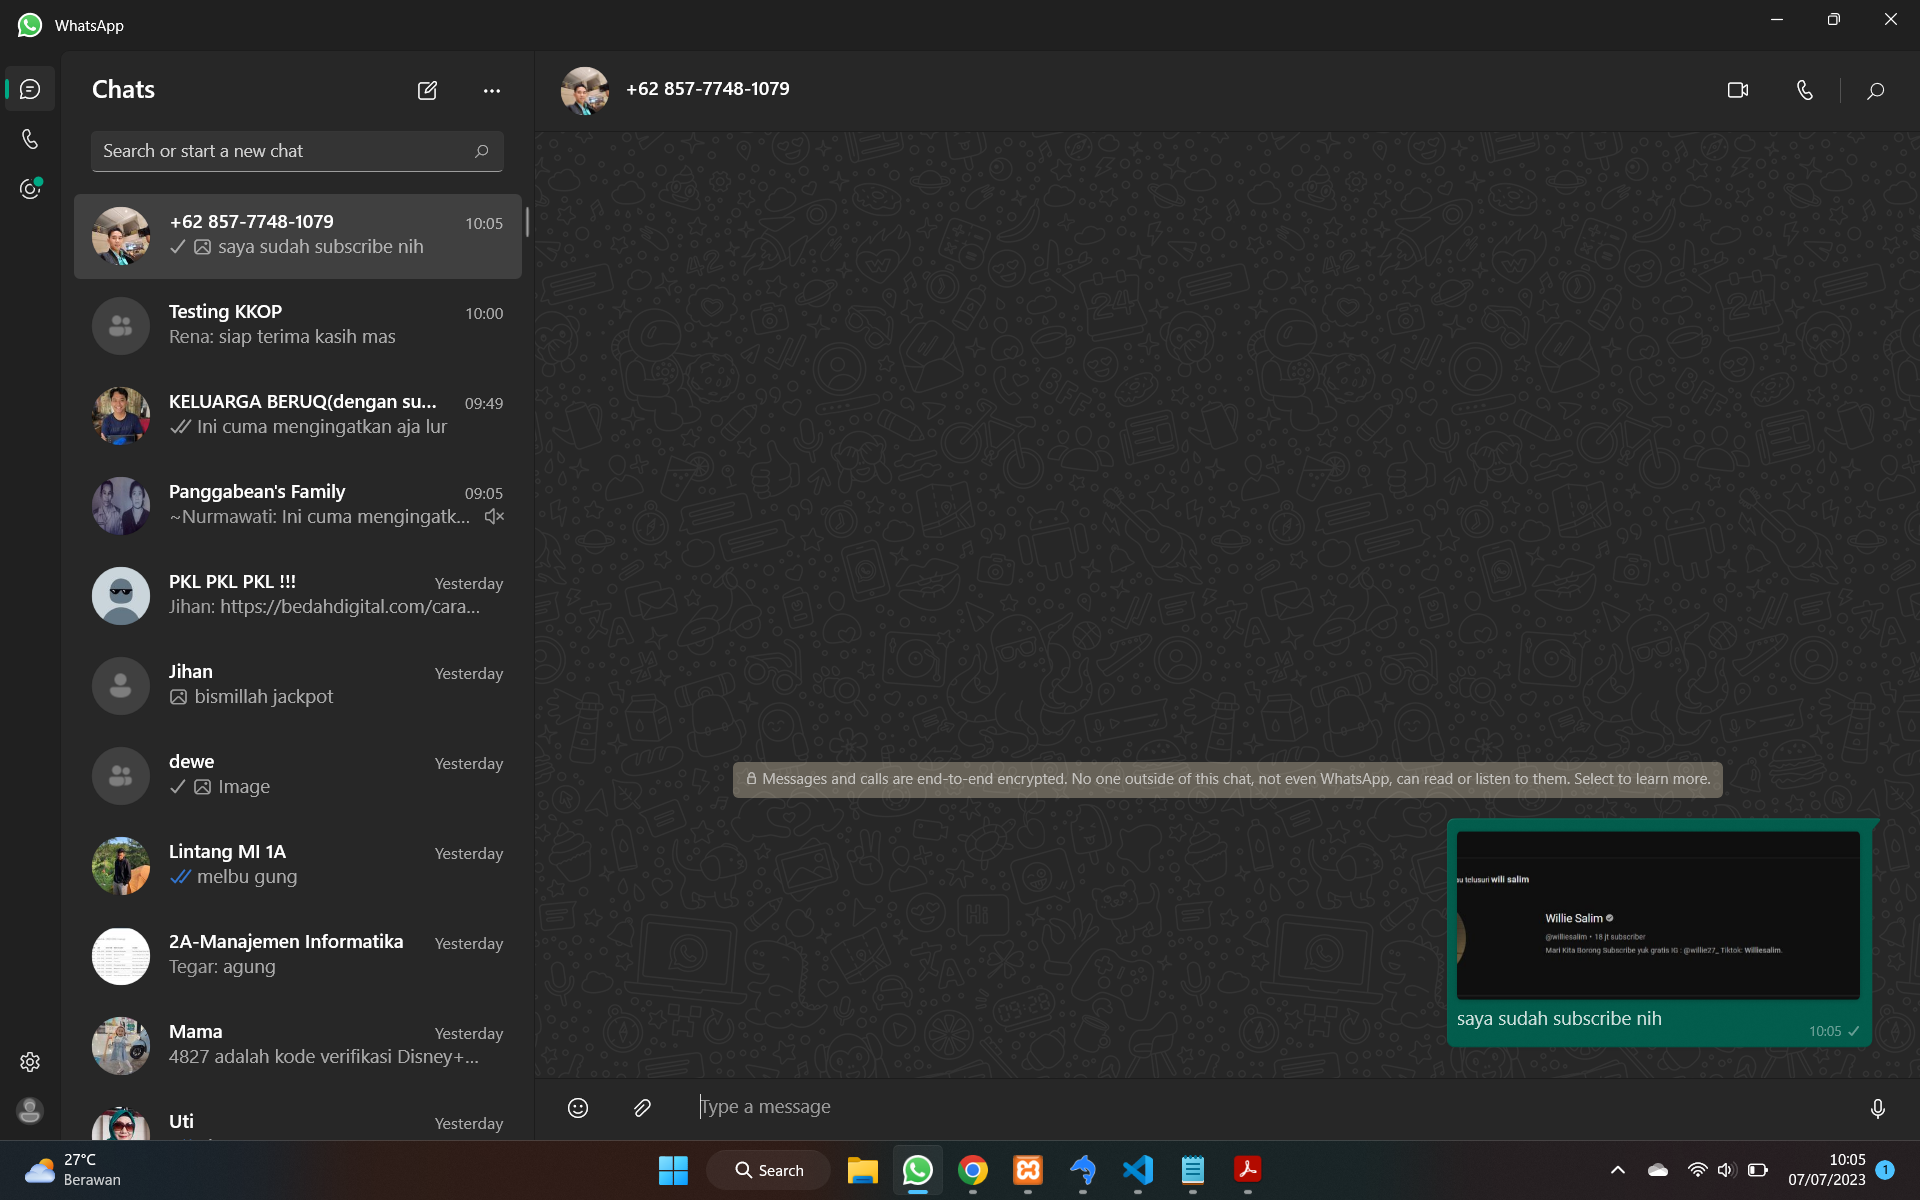 WhatsApp
Chats
Search or start a new chat
+62 857-7748-1079
10:05
saya sudah subscribe nih
Testing KKOP
10:00
Rena: siap terima kasih mas
KELUARGA BERUQ(dengan su...
09:49
Ini cuma mengingatkan aja lur
Panggabean's Family
09:05
~Nurmawati: Ini cuma mengingatk...
PKL PKL PKL !!!
Yesterday
Jihan: https://bedahdigital.com/cara...
Jihan
Yesterday
bismillah jackpot
dewe
Yesterday
Image
Lintang MI 1A
Yesterday
melbu gung
2A-Manajemen Informatika
Yesterday
Tegar: agung
Mama
Yesterday
4827 adalah kode verifikasi Disney+...
Uti
Yesterday
+62 857-7748-1079
Messages and calls are end-to-end encrypted. No one outside of this chat, not even WhatsApp, can read or listen to them. Select to learn more.
su telusuri wili salim
Willie Salim
@williesalim • 18 jt subscriber
Mari Kita Borong Subscribe yuk gratis IG : @willie27_ Tiktok: Williesalim.
saya sudah subscribe nih
10:05
Type a message
27°C
Berawan
Search
10:05
07/07/2023
1